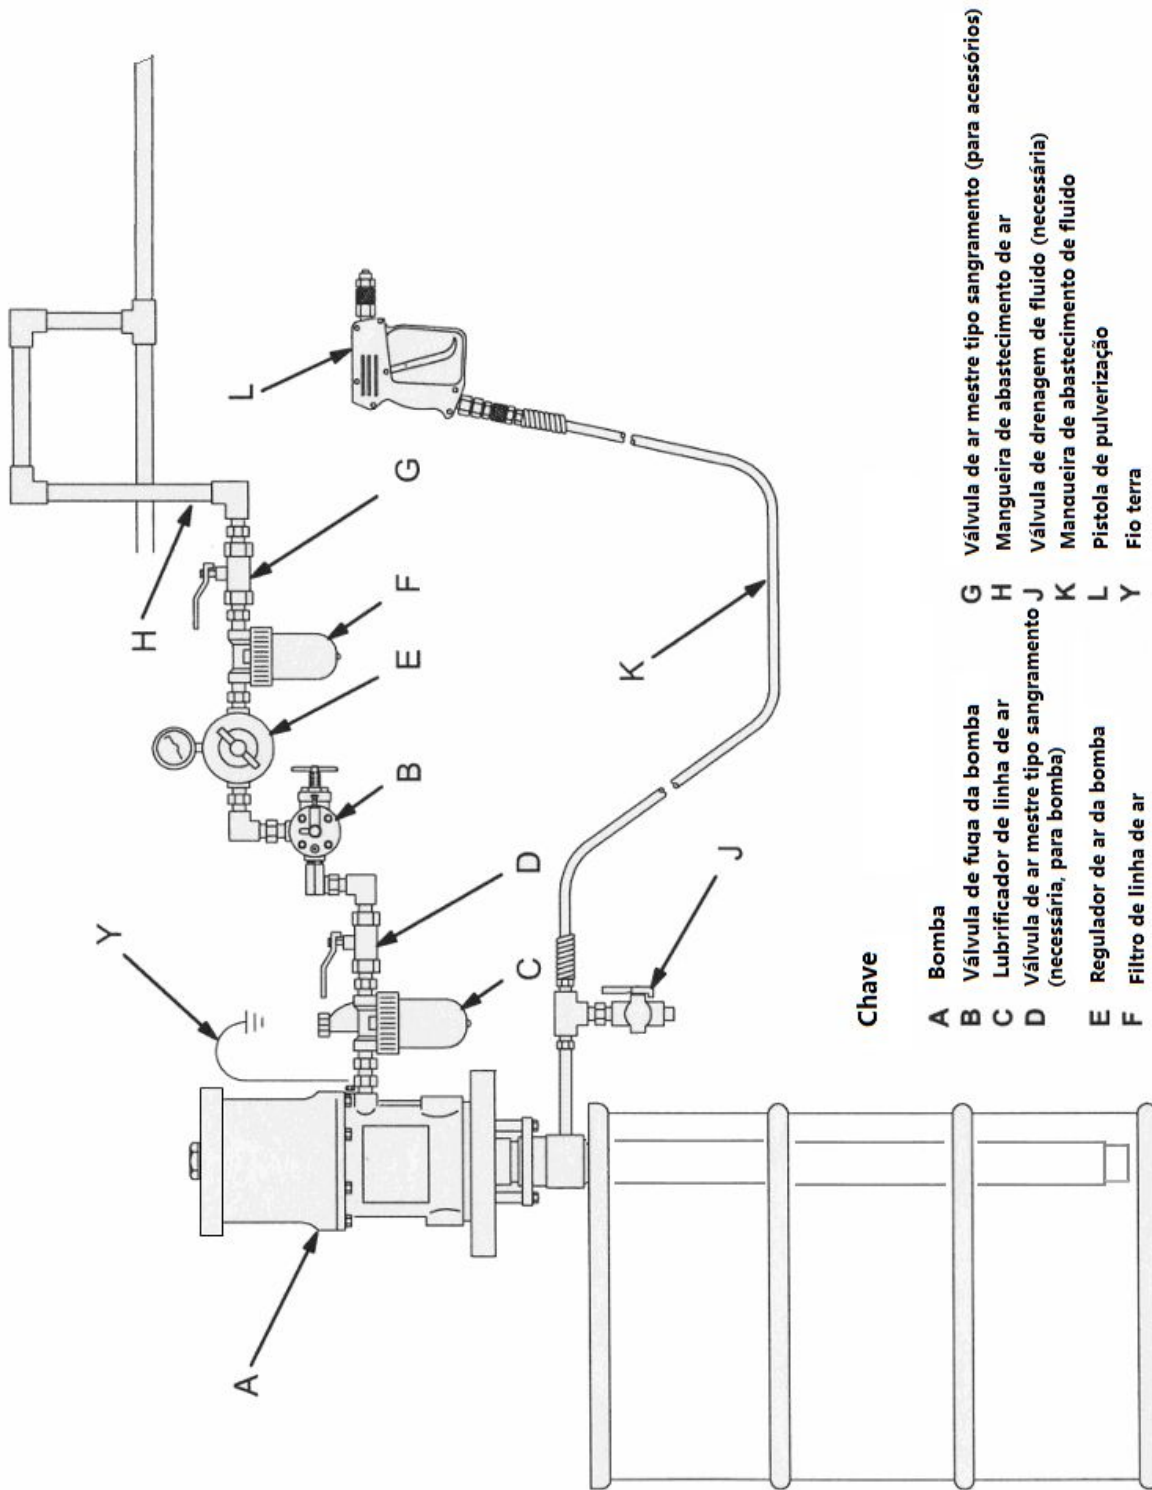 H
L
G
F
E
B
K
Y
D
C
J
A
Chave
A Bomba
B Válvula de fuga da bomba
C Lubrificador de linha de ar
D Válvula de ar mestre tipo sangramento
(necessária, para bomba)
E Regulador de ar da bomba
F Filtro de linha de ar
G Válvula de ar mestre tipo sangramento (para acessórios)
H Mangueira de abastecimento de ar
J Válvula de drenagem de fluido (necessária)
K Mangueira de abastecimento de fluido
L Pistola de pulverização
Y Fio terra